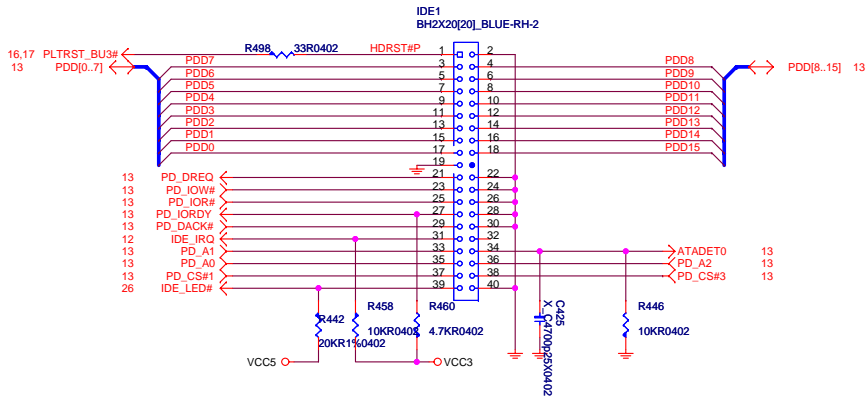 IDE1
BH2X20[20]_BLUE-RH-2
16,17 PLTRST_BU3# R498 33R0402 HDRST#P 1 2
13 PDD[0..7] PDD7 3 4 PDD8 PDD[8..15] 13
PDD6 5 6 PDD9
PDD5 7 8 PDD10
PDD4 9 10 PDD11
PDD3 11 12 PDD12
PDD2 13 14 PDD13
PDD1 15 16 PDD14
PDD0 17 18 PDD15
19
13 PD_DREQ 21 22
13 PD_IOW# 23 24
13 PD_IOR# 25 26
13 PD_IORDY 27 28
13 PD_DACK# 29 30
12 IDE_IRQ 31 32
13 PD_A1 33 34 ATADET0 13
13 PD_A0 35 36 PD_A2 13
13 PD_CS#1 37 38 PD_CS#3 13
26 IDE_LED# 39 40
R442
20KR1%0402
R458
10KR0402
R460
4.7KR0402
C425
X_C4700p25X0402
R446
10KR0402
VCC5 VCC3